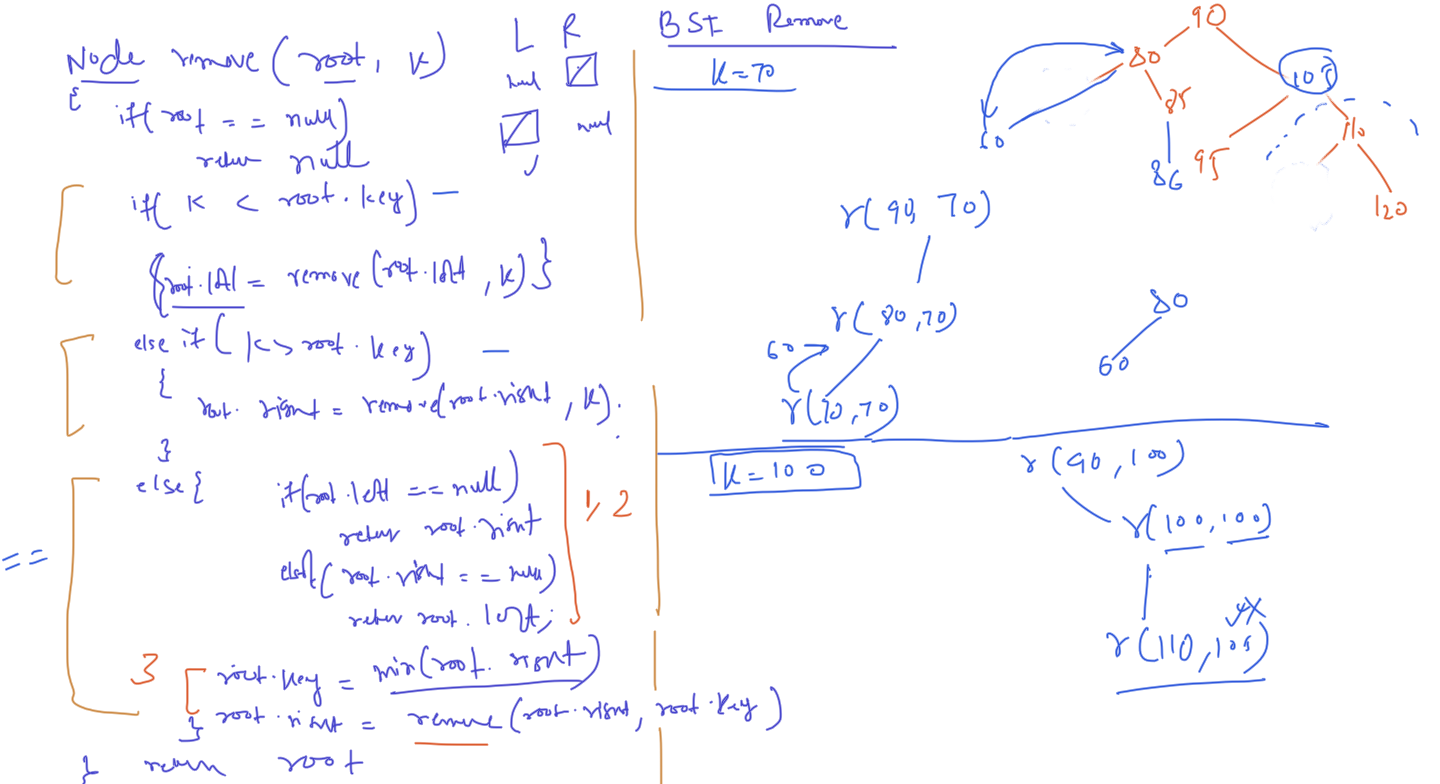 Node remove (root, K)
{
if( root == null)
return null
if( K < root.key) –
{root.left = remove (root.left, K)}
else if( K > root.key) –
{
root.right = remove(root.right, K).
}
else {
if(root.left == null)
return root.right
elseif( root.right == null)
return root.left;
root.key = min(root.right)
root.right = remove (root.right, root.key)
}
} return root
==
1, 2
3
L R
null
null
BST Remove
K=70
90
80
105
85
60
86
95
110
120
r(90, 70)
r(80, 70)
60
r(70, 70)
80
60
K=100
r(90, 100)
r(100, 100)
r(110, 105)